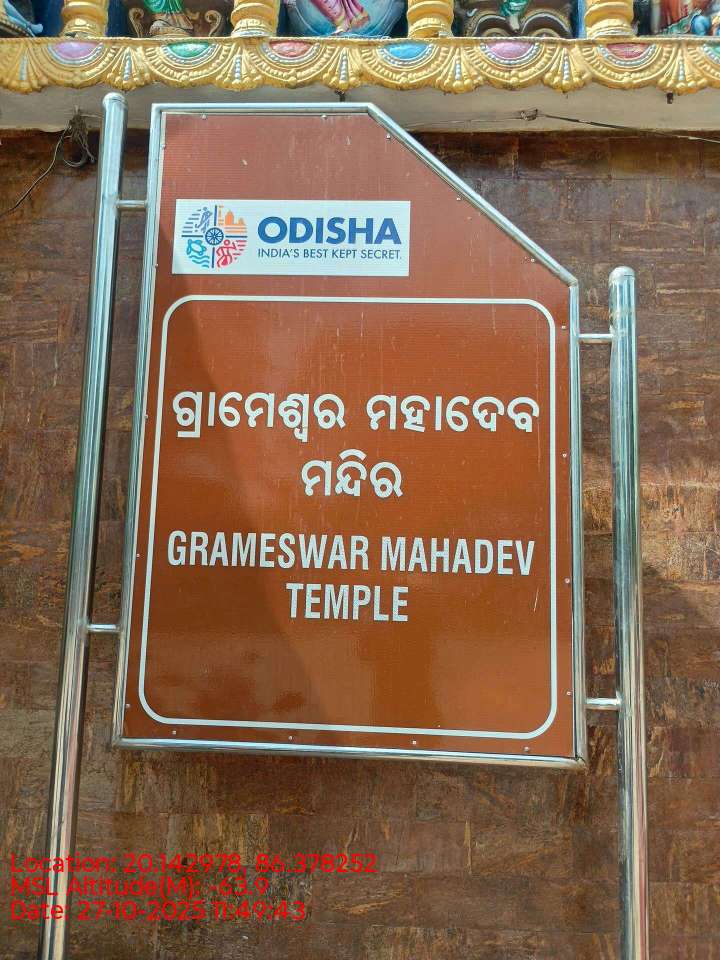 ODISHA
INDIA'S BEST KEPT SECRET.
ଗ୍ରାମେଶ୍ୱର ମହାଦେବ
ମନ୍ଦିର
GRAMESWAR MAHADEV
TEMPLE
Location: 20.142978, 86.378252
MSL Altitude(M): -63.9
Date: 27-10-2025 11:49:43